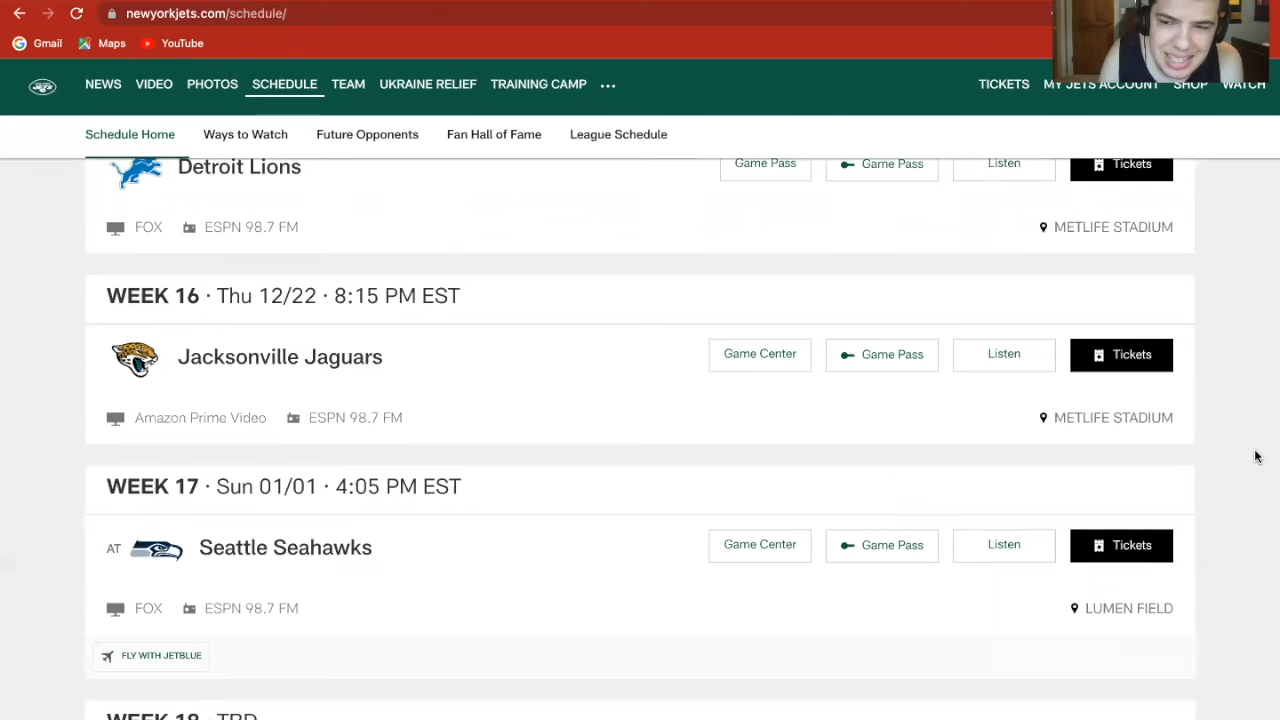 newyorkjets.com/schedule/
Gmail Maps YouTube
JETS NEWS VIDEO PHOTOS SCHEDULE TEAM UKRAINE RELIEF TRAINING CAMP ... TICKETS MY JETS ACCOUNT SHOP WATCH
Schedule Home Ways to Watch Future Opponents Fan Hall of Fame League Schedule
Detroit Lions Game Pass Game Pass Listen Tickets
FOX ESPN 98.7 FM METLIFE STADIUM
WEEK 16 · Thu 12/22 · 8:15 PM EST
Jacksonville Jaguars Game Center Game Pass Listen Tickets
Amazon Prime Video ESPN 98.7 FM METLIFE STADIUM
WEEK 17 · Sun 01/01 · 4:05 PM EST
AT Seattle Seahawks Game Center Game Pass Listen Tickets
FOX ESPN 98.7 FM LUMEN FIELD
FLY WITH JETBLUE
WEEK 18 · TBD